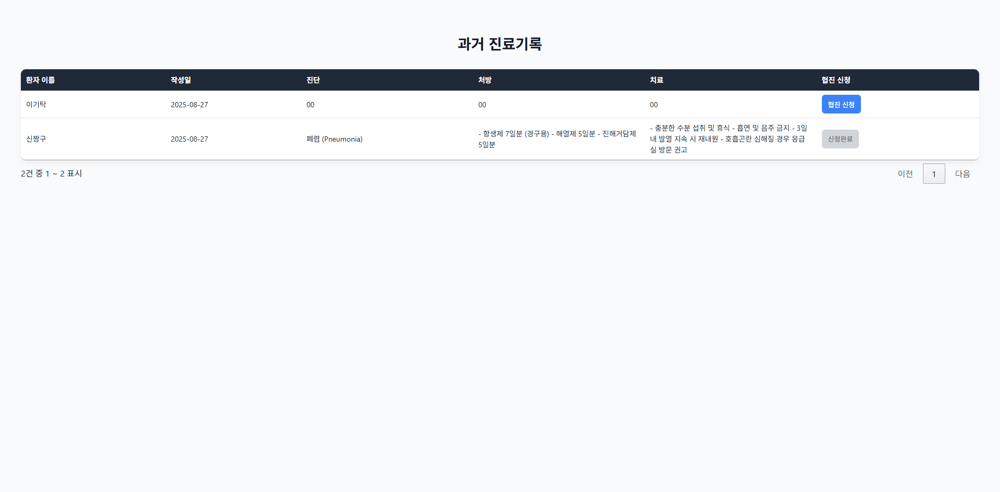 과거 진료기록
환자 이름 작성일 진단 처방 치료 협진 신청
이기탁 2025-08-27 00 00 00 협진 신청
신짱구 2025-08-27 폐렴 (Pneumonia)
- 항생제 7일분 (경구용) - 해열제 5일분 - 진해거담제
5일분
- 충분한 수분 섭취 및 휴식 - 흡연 및 음주 금지 - 3일
내 발열 지속 시 재내원 - 호흡곤란 심해질 경우 응급
실 방문 권고
신청완료
2건 중 1 ~ 2 표시
이전 1 다음